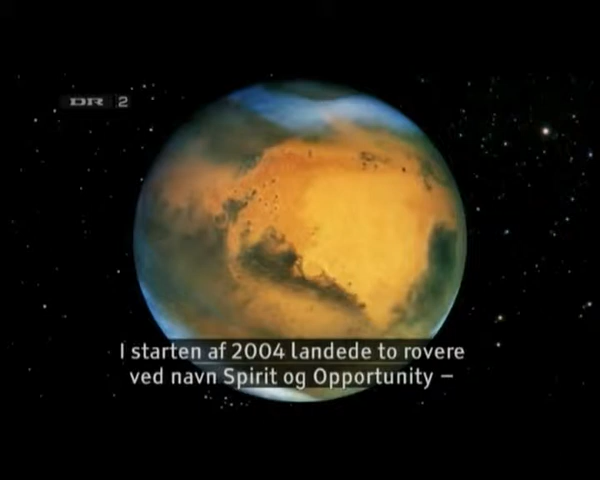 DR 2
I starten af 2004 landede to rovere
ved navn Spirit og Opportunity –